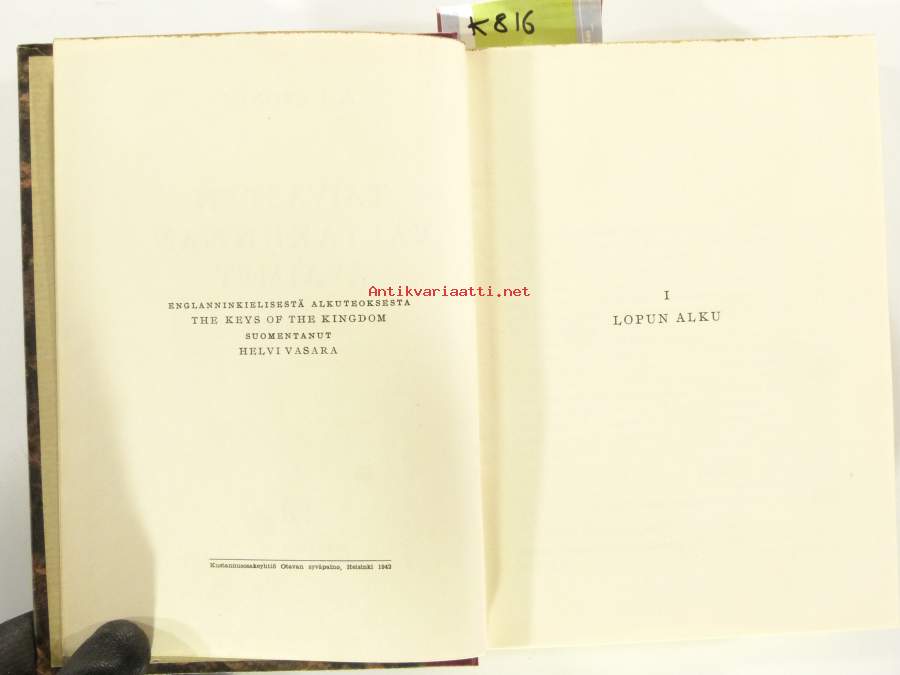 K816
Antikvariaatti.net
ENGLANNINKIELISESTÄ ALKUTEOKSESTA
THE KEYS OF THE KINGDOM
SUOMENTANUT
HELVI VASARA
Kustannusosakeyhtiö Otavan syväpaino, Helsinki 1943
I
LOPUN ALKU